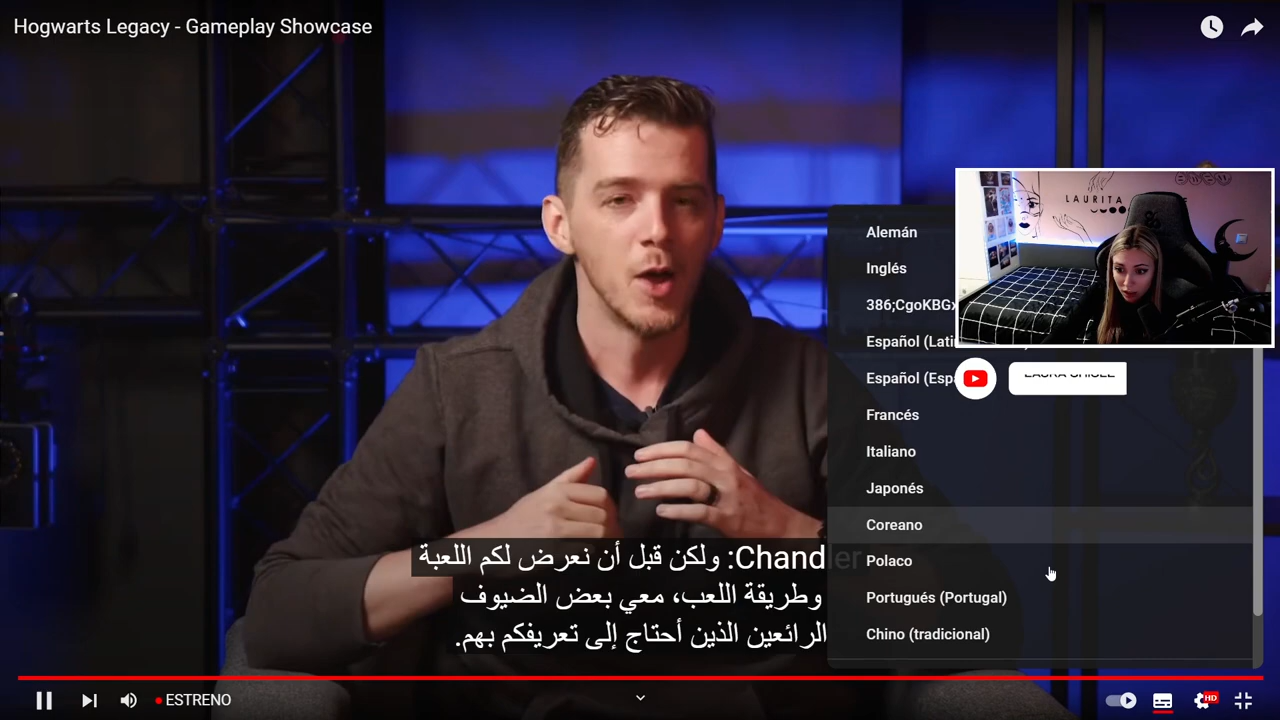 Hogwarts Legacy - Gameplay Showcase
LAURITA
Alemán
Inglés
386;CgoKBGx
Español (Lati
Español (Esp
Francés
Italiano
Japonés
Coreano
Polaco
Portugués (Portugal)
Chino (tradicional)
Chandler: ولكن قبل أن نعرض لكم اللعبة
وطريقة اللعب، معي بعض الضيوف
الرائعين الذين أحتاج إلى تعريفكم بهم.
ESTRENO
HD